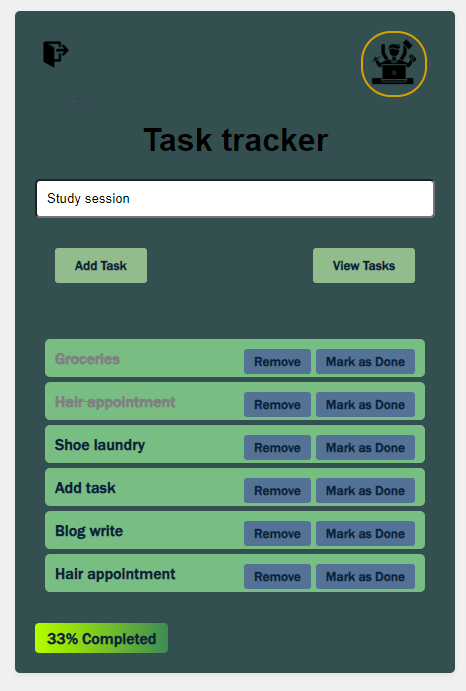 Task tracker
Study session
Add Task View Tasks
Groceries Remove Mark as Done
Hair appointment Remove Mark as Done
Shoe laundry Remove Mark as Done
Add task Remove Mark as Done
Blog write Remove Mark as Done
Hair appointment Remove Mark as Done
33% Completed